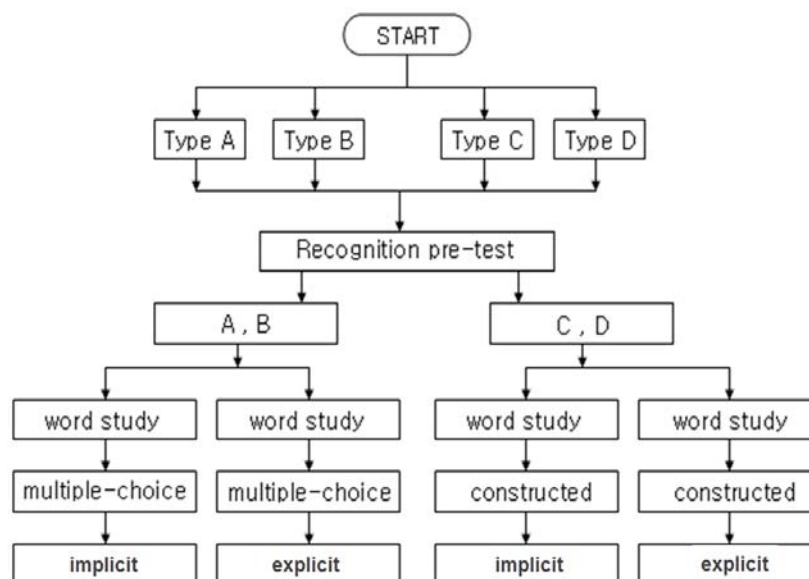 START
Type A Type B Type C Type D
Recognition pre-test
A , B C , D
word study word study word study word study
multiple-choice multiple-choice constructed constructed
implicit explicit implicit explicit